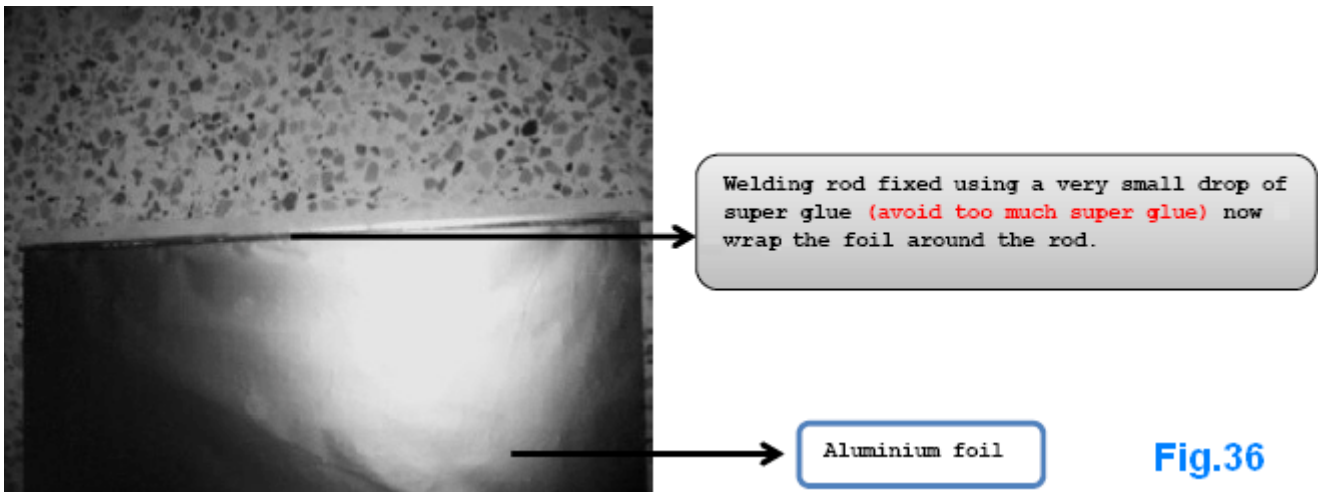 Welding rod fixed using a very small drop of
super glue (avoid too much super glue) now
wrap the foil around the rod.
Aluminium foil
Fig.36